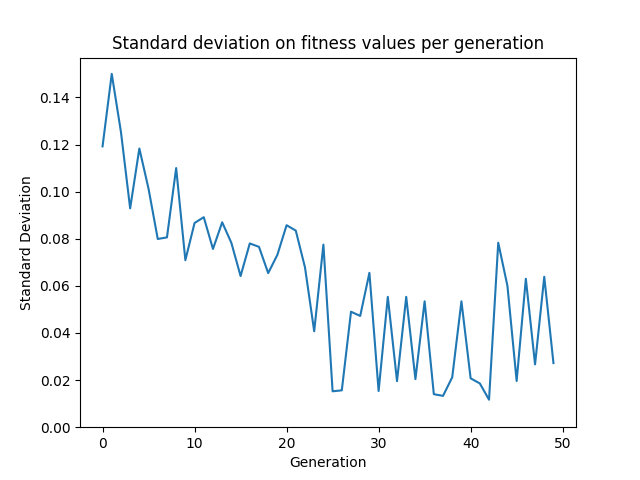 Standard deviation on fitness values per generation
0.14
0.12
0.10
0.08
0.06
0.04
0.02
0.00
Standard Deviation
0 10 20 30 40 50
Generation